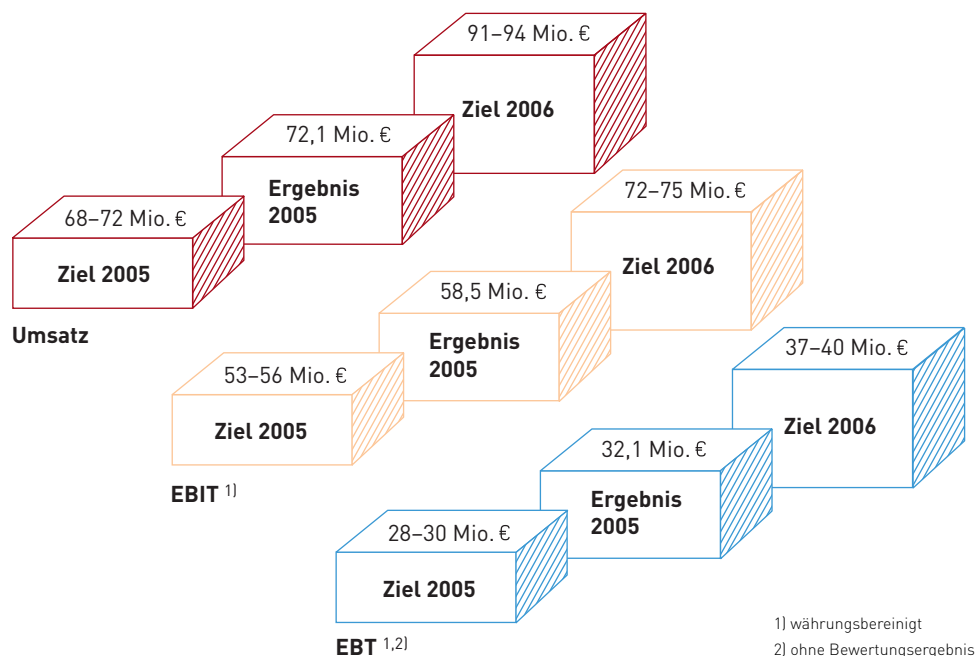 91–94 Mio. €
Ziel 2006
72,1 Mio. €
Ergebnis
2005
68–72 Mio. €
Ziel 2005
Umsatz
72–75 Mio. €
Ziel 2006
58,5 Mio. €
Ergebnis
2005
53–56 Mio. €
Ziel 2005
EBIT 1)
37–40 Mio. €
Ziel 2006
32,1 Mio. €
Ergebnis
2005
28–30 Mio. €
Ziel 2005
EBT 1,2)
1) währungsbereinigt
2) ohne Bewertungsergebnis